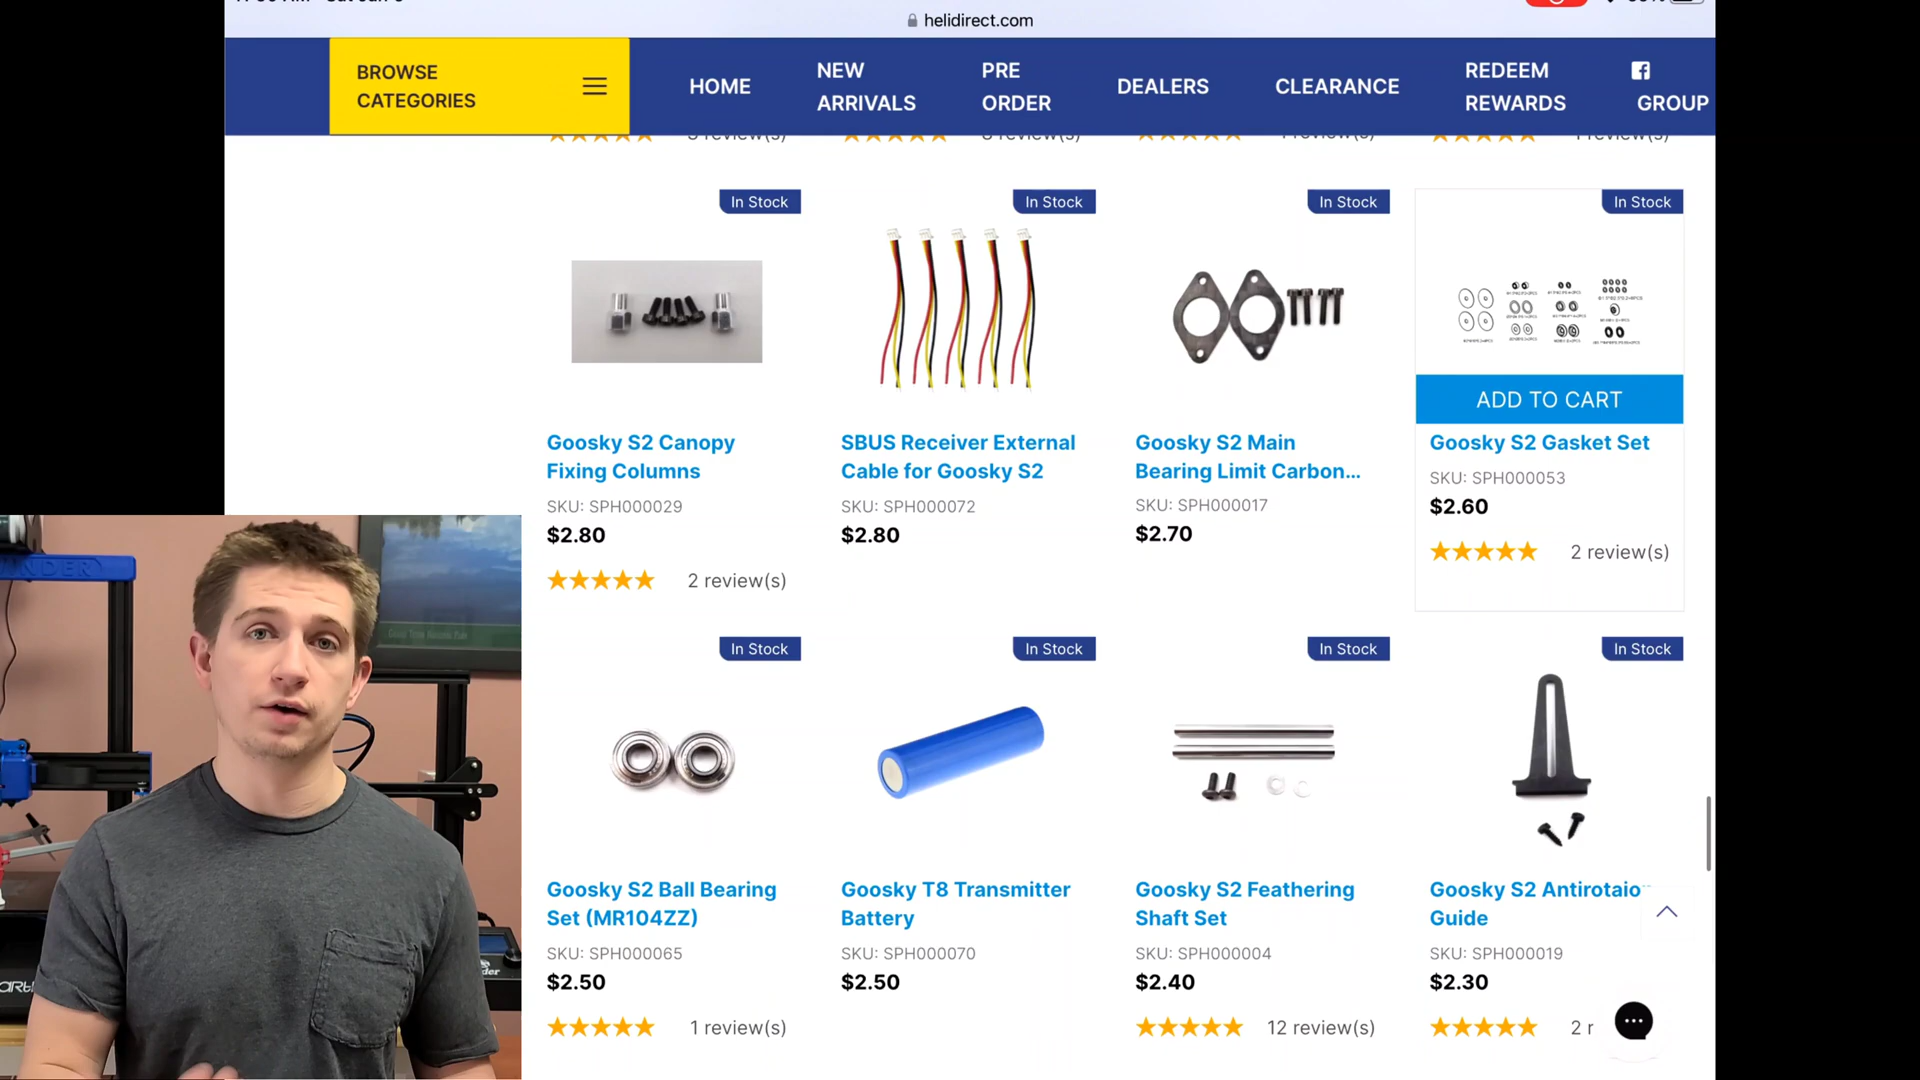 helidirect.com
BROWSE
CATEGORIES
HOME
NEW
ARRIVALS
PRE
ORDER
DEALERS
CLEARANCE
REDEEM
REWARDS
GROUP
In Stock
In Stock
In Stock
In Stock
ADD TO CART
Goosky S2 Canopy
Fixing Columns
SKU: SPH000029
$2.80
2 review(s)
SBUS Receiver External
Cable for Goosky S2
SKU: SPH000072
$2.80
Goosky S2 Main
Bearing Limit Carbon...
SKU: SPH000017
$2.70
Goosky S2 Gasket Set
SKU: SPH000053
$2.60
2 review(s)
In Stock
In Stock
In Stock
In Stock
Goosky S2 Ball Bearing
Set (MR104ZZ)
SKU: SPH000065
$2.50
1 review(s)
Goosky T8 Transmitter
Battery
SKU: SPH000070
$2.50
Goosky S2 Feathering
Shaft Set
SKU: SPH000004
$2.40
12 review(s)
Goosky S2 Antirotaio
Guide
SKU: SPH000019
$2.30
2 r